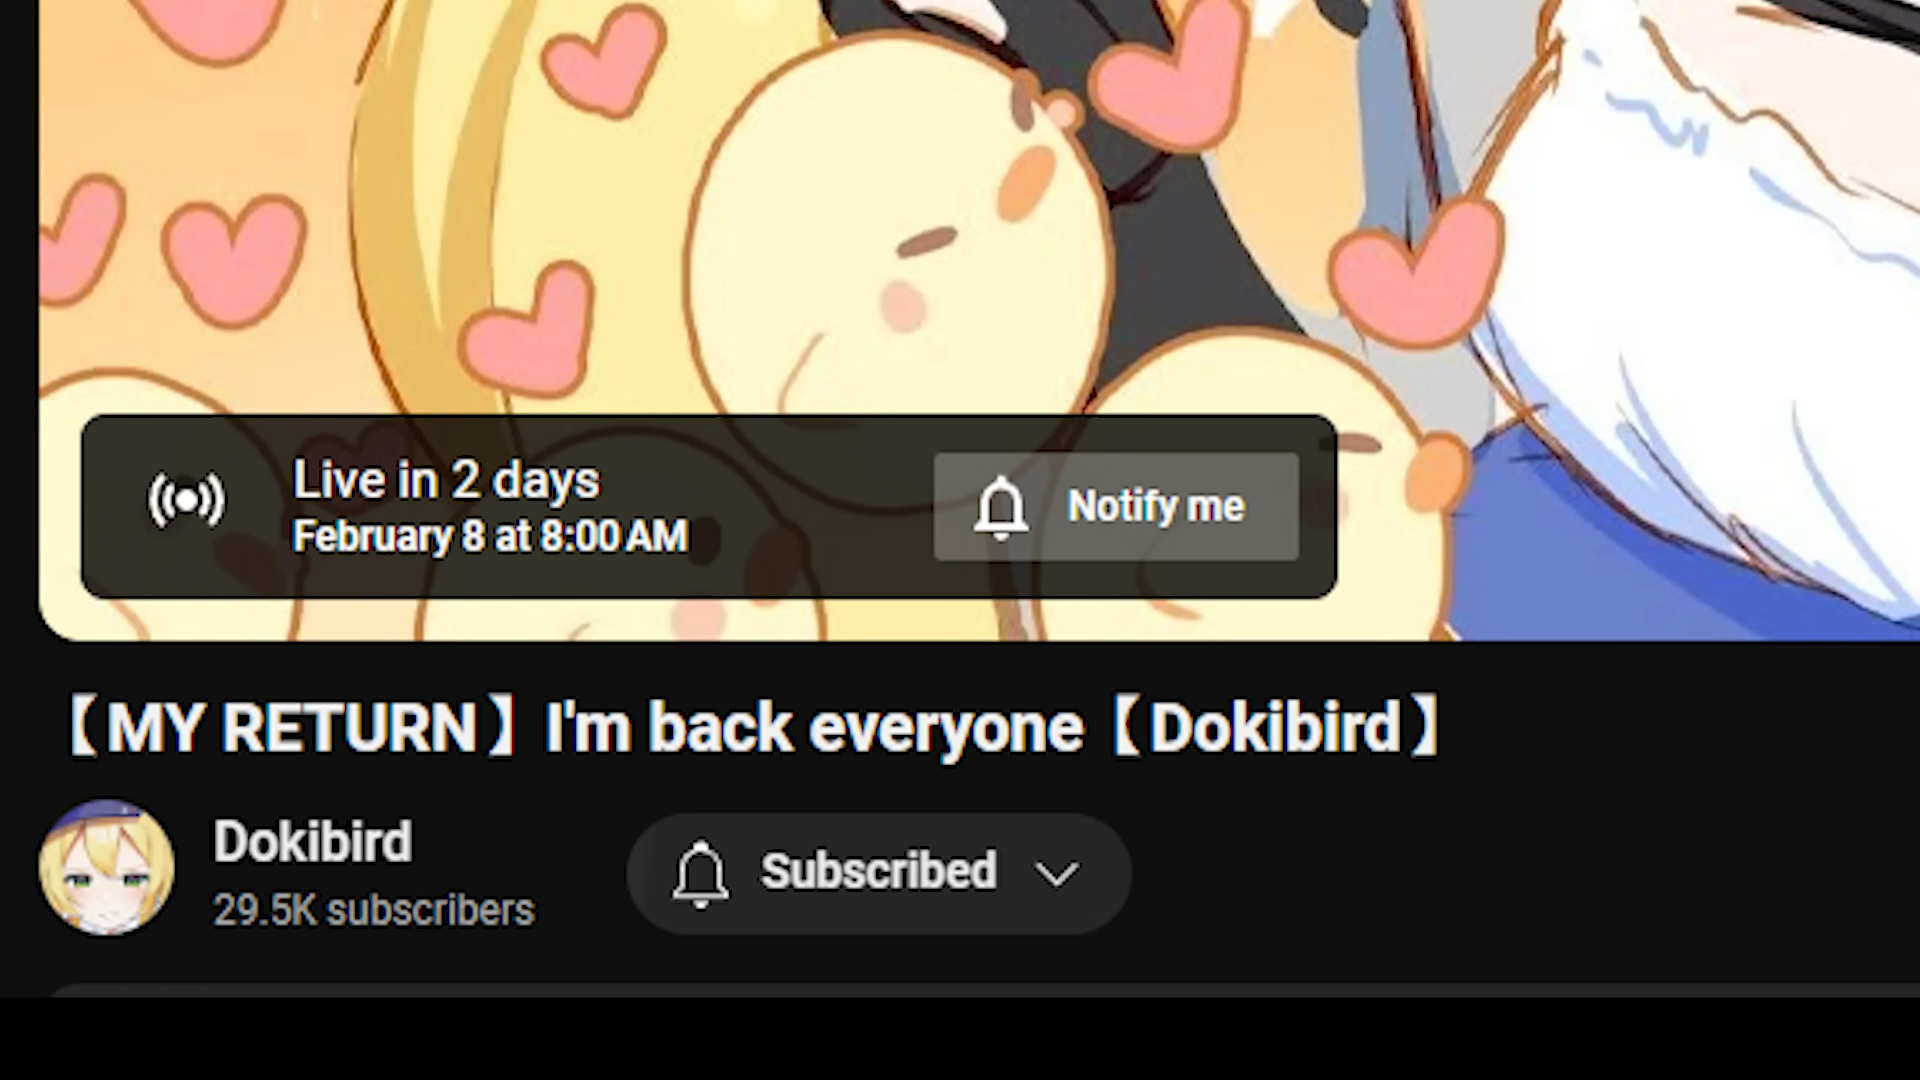 Live in 2 days
February 8 at 8:00 AM
Notify me
【MY RETURN】I'm back everyone【Dokibird】
Dokibird
29.5K subscribers
Subscribed